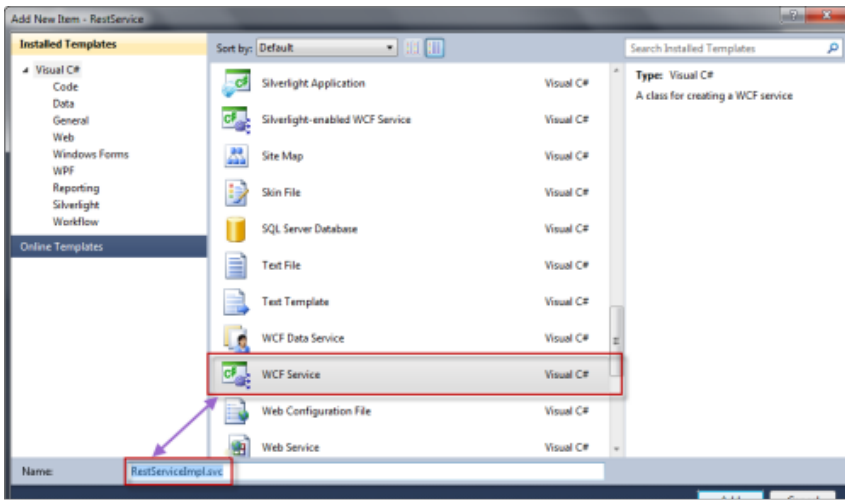 Add New Item - RestService
Installed Templates
Sort by: Default
Search Installed Templates
Visual C#
Code
Data
General
Web
Windows Forms
WPF
Reporting
Silverlight
Workflow
Online Templates
Silverlight Application Visual C#
Silverlight-enabled WCF Service Visual C#
Site Map Visual C#
Skin File Visual C#
SQL Server Database Visual C#
Text File Visual C#
Text Template Visual C#
WCF Data Service Visual C#
WCF Service Visual C#
Web Configuration File Visual C#
Web Service Visual C#
Type: Visual C#
A class for creating a WCF service
Name: RestServiceImpl.svc